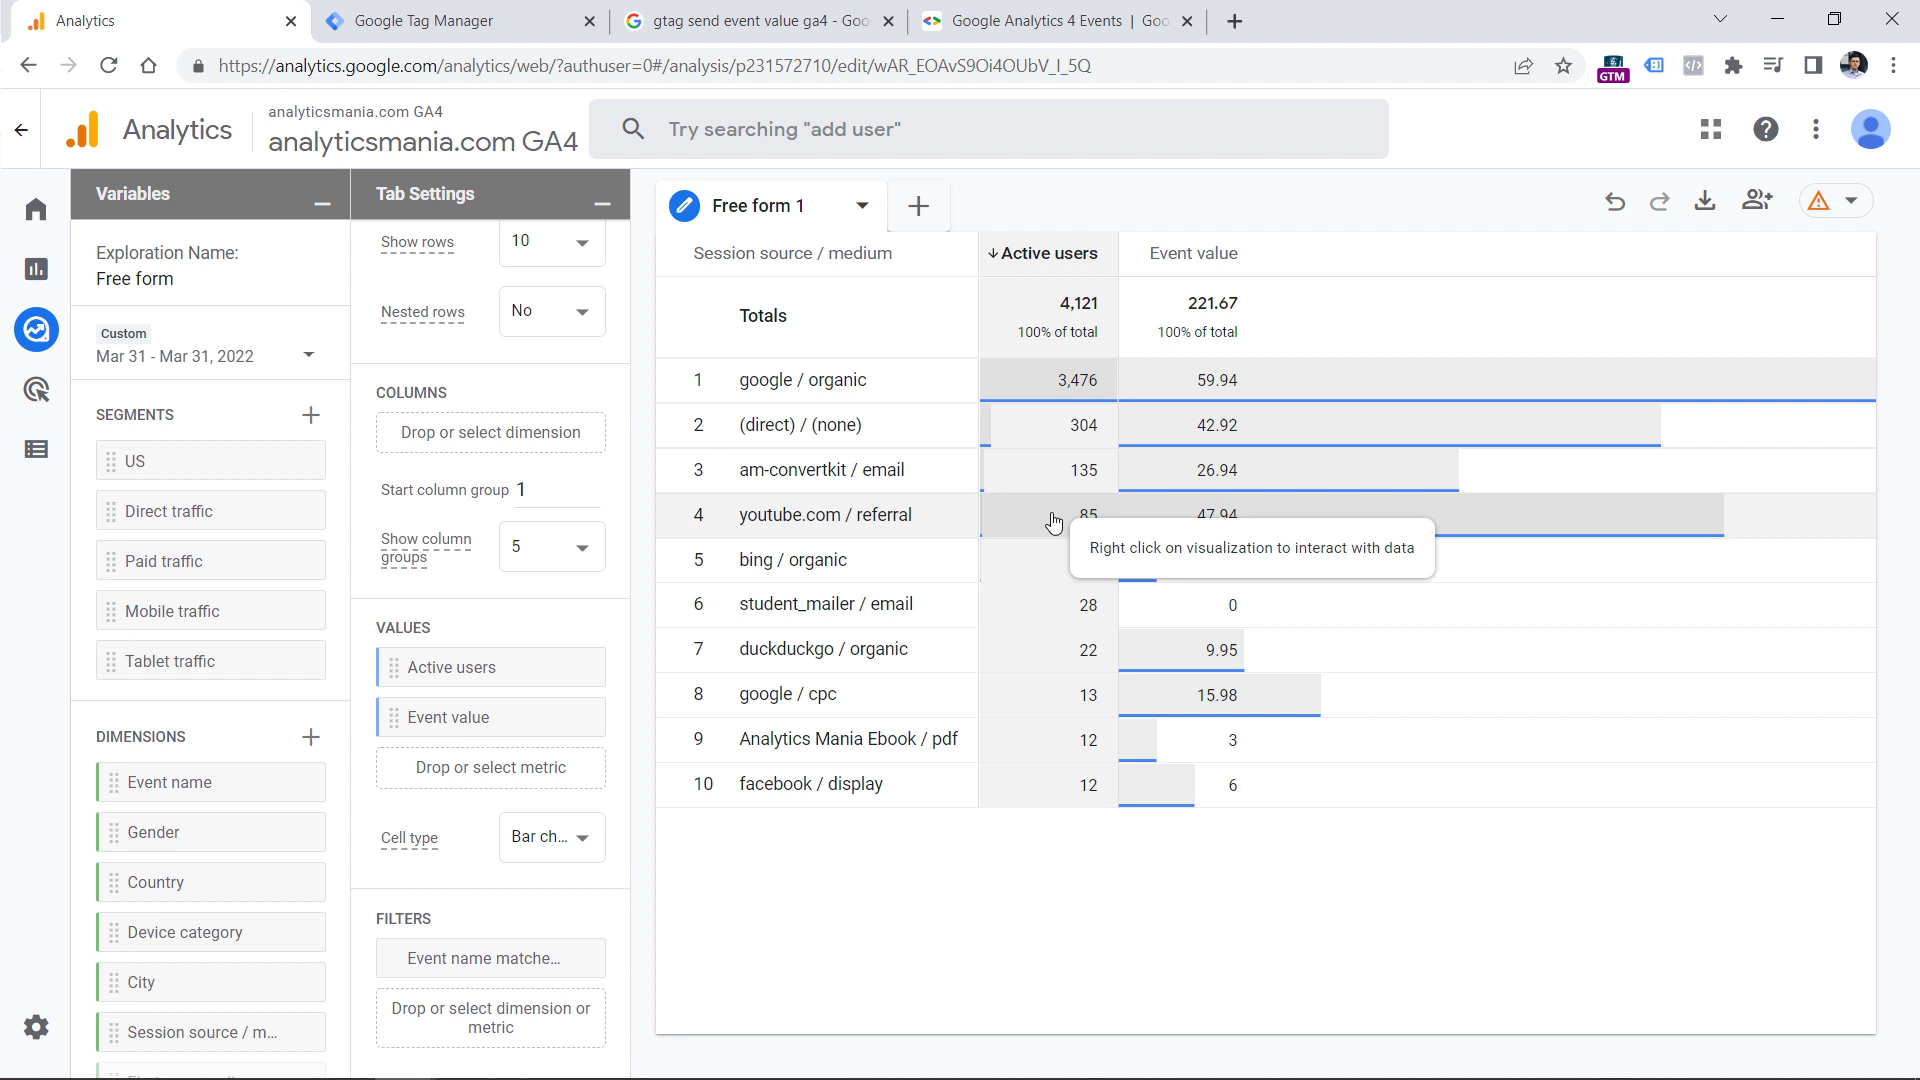 Analytics
Google Tag Manager
gtag send event value ga4 - Goo
Google Analytics 4 Events | Goo
https://analytics.google.com/analytics/web/?authuser=0#/analysis/p231572710/edit/wAR_EOAvS9Oi4OUbV_I_5Q
GTM
Analytics
analyticsmania.com GA4
analyticsmania.com GA4
Try searching "add user"
Variables
Exploration Name:
Free form
Custom
Mar 31 - Mar 31, 2022
SEGMENTS
US
Direct traffic
Paid traffic
Mobile traffic
Tablet traffic
DIMENSIONS
Event name
Gender
Country
Device category
City
Session source / m...
Tab Settings
Show rows 10
Nested rows No
COLUMNS
Drop or select dimension
Start column group 1
Show column groups 5
VALUES
Active users
Event value
Drop or select metric
Cell type Bar ch...
FILTERS
Event name matche...
Drop or select dimension or
metric
Free form 1
Session source / medium Active users Event value
Totals 4,121 221.67
100% of total 100% of total
1 google / organic 3,476 59.94
2 (direct) / (none) 304 42.92
3 am-convertkit / email 135 26.94
4 youtube.com / referral 85 47.94
Right click on visualization to interact with data
5 bing / organic
6 student_mailer / email 28 0
7 duckduckgo / organic 22 9.95
8 google / cpc 13 15.98
9 Analytics Mania Ebook / pdf 12 3
10 facebook / display 12 6